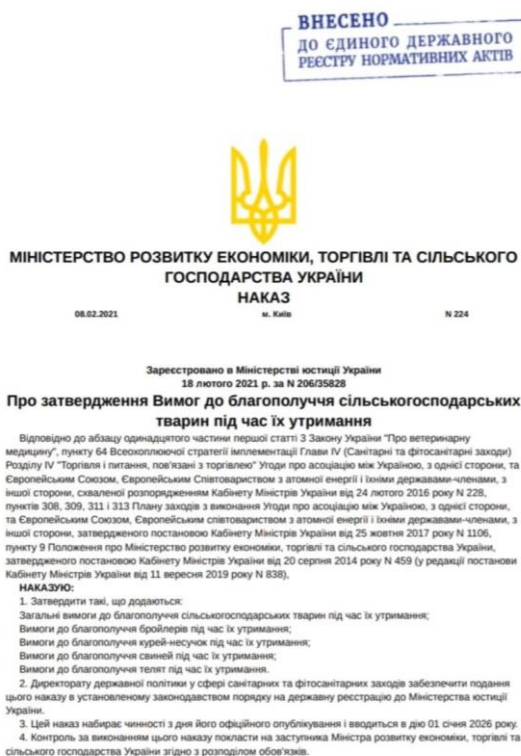 ВНЕСЕНО
ДО ЄДИНОГО ДЕРЖАВНОГО
РЕЄСТРУ НОРМАТИВНИХ АКТІВ
МІНІСТЕРСТВО РОЗВИТКУ ЕКОНОМІКИ, ТОРГІВЛІ ТА СІЛЬСЬКОГО
ГОСПОДАРСТВА УКРАЇНИ
НАКАЗ
08.02.2021 м. Київ N 224
Зареєстровано в Міністерстві юстиції України
18 лютого 2021 р. за N 206/35828
Про затвердження Вимог до благополуччя сільськогосподарських
тварин під час їх утримання
Відповідно до абзацу одинадцятого частини першої статті 3 Закону України "Про ветеринарну
медицину", пункту 64 Всеохоплюючої стратегії імплементації Глави IV (Санітарні та фітосанітарні заходи)
Розділу IV "Торгівля і питання, пов'язані з торгівлею" Угоди про асоціацію між Україною, з однієї сторони, та
Європейським Союзом, Європейським Співтовариством з атомної енергії і їхніми державами-членами, з
іншої сторони, схваленої розпорядженням Кабінету Міністрів України від 24 лютого 2016 року N 228,
пунктів 308, 309, 311 і 313 Плану заходів з виконання Угоди про асоціацію між Україною, з однієї сторони,
та Європейським Союзом, Європейським співтовариством з атомної енергії і їхніми державами-членами, з
іншої сторони, затвердженого постановою Кабінету Міністрів України від 25 жовтня 2017 року N 1106,
пункту 9 Положення про Міністерство розвитку економіки, торгівлі та сільського господарства України,
затвердженого постановою Кабінету Міністрів України від 20 серпня 2014 року N 459 (у редакції постанови
Кабінету Міністрів України від 11 вересня 2019 року N 838),
НАКАЗУЮ:
1. Затвердити такі, що додаються:
Загальні вимоги до благополуччя сільськогосподарських тварин під час їх утримання;
Вимоги до благополуччя бройлерів під час їх утримання;
Вимоги до благополуччя курей-несучок під час їх утримання;
Вимоги до благополуччя свиней під час їх утримання;
Вимоги до благополуччя телят під час їх утримання.
2. Директорату державної політики у сфері санітарних та фітосанітарних заходів забезпечити подання
цього наказу в установленому законодавством порядку на державну реєстрацію до Міністерства юстиції
України.
3. Цей наказ набирає чинності з дня його офіційного опублікування і вводиться в дію 01 січня 2026 року.
4. Контроль за виконанням цього наказу покласти на заступника Міністра розвитку економіки, торгівлі та
сільського господарства України згідно з розподілом обов'язків.